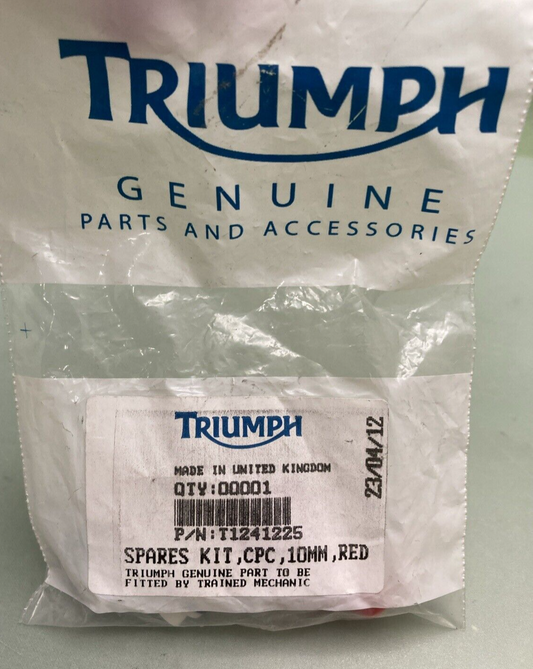 TRIUMPH
GENUINE
PARTS AND ACCESSORIES
TRIUMPH
MADE IN UNITED KINGDOM
QTY:00001
P/N:T1241225
SPARES KIT,CPC,10MM,RED
TRIUMPH GENUINE PART TO BE
FITTED BY TRAINED MECHANIC
23/04/12